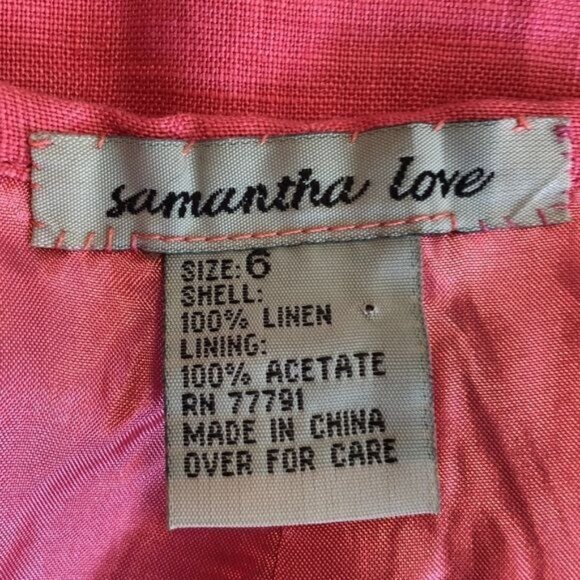 samantha love
SIZE: 6
SHELL:
100% LINEN
LINING:
100% ACETATE
RN 77791
MADE IN CHINA
OVER FOR CARE